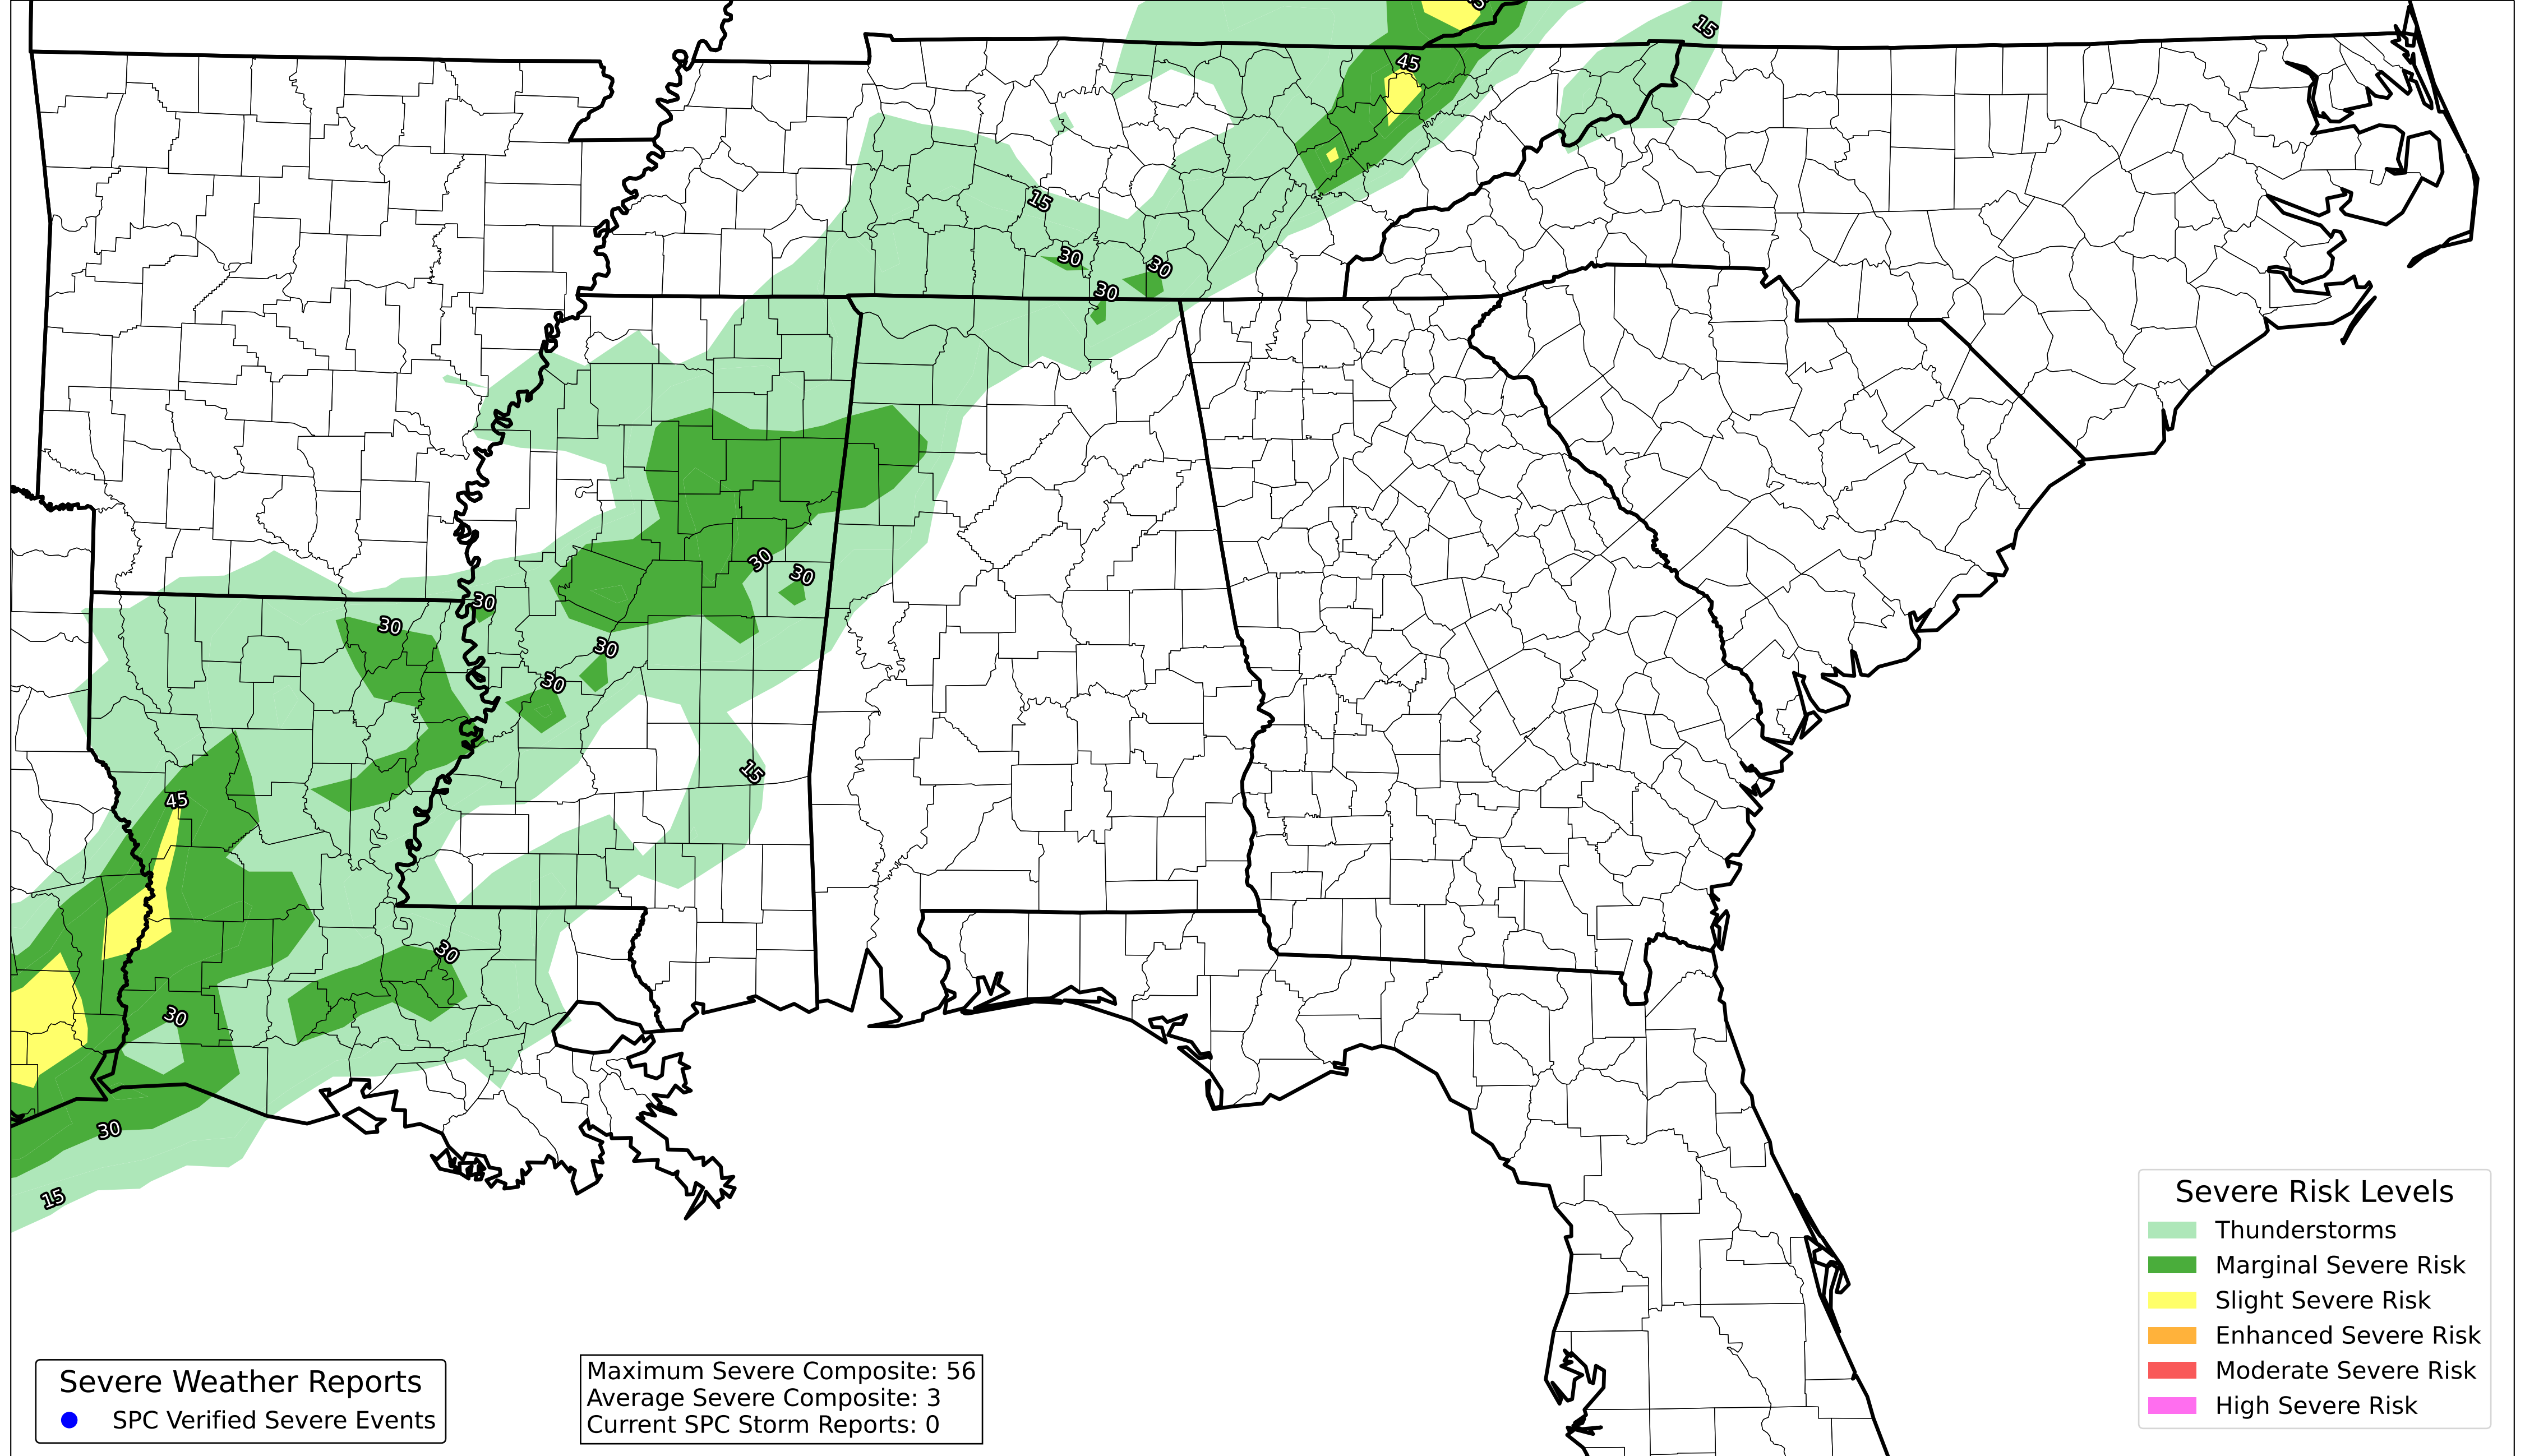 15
45
15
30
30
30
30
30
30
30
30
30
15
45
30
30
30
15
Severe Risk Levels
Thunderstorms
Marginal Severe Risk
Slight Severe Risk
Enhanced Severe Risk
Moderate Severe Risk
High Severe Risk
Severe Weather Reports
SPC Verified Severe Events
Maximum Severe Composite: 56
Average Severe Composite: 3
Current SPC Storm Reports: 0